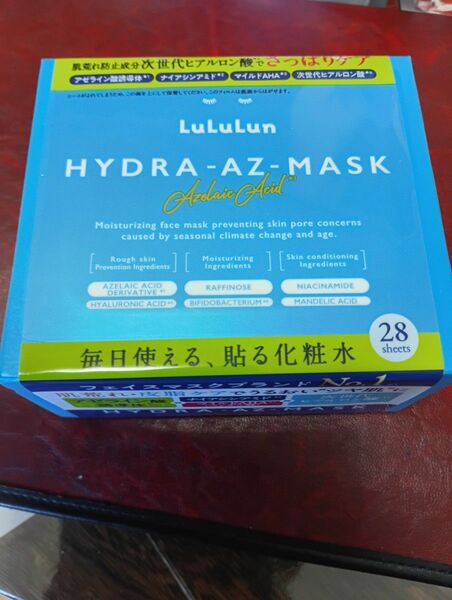 肌荒れ防止成分 次世代ヒアルロン酸でさっぱりケア
アゼライン酸誘導体 ナイアシンアミド マイルドAHA 次世代ヒアルロン酸
LuLuLun
HYDRA-AZ-MASK
Azelaic Acid
Moisturizing face mask preventing skin pore concerns
caused by seasonal climate change and age.
Rough skin Prevention Ingredients
Moisturizing Ingredients
Skin conditioning Ingredients
AZELAIC ACID DERIVATIVE
RAFFINOSE
NIACINAMIDE
HYALURONIC ACID
BIFIDOBACTERIUM
MANDELIC ACID
28
sheets
毎日使える、貼る化粧水
フェイスマスクブランド No.1